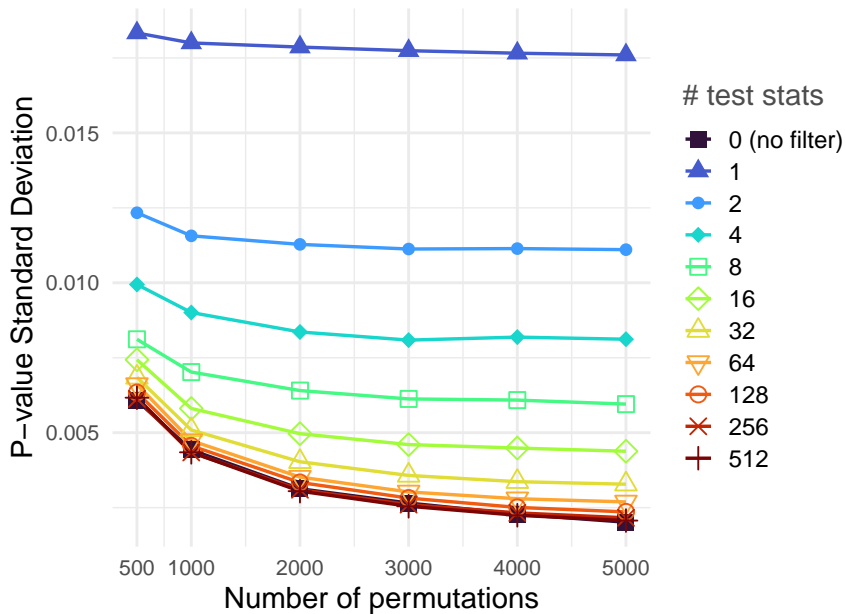 P−value Standard Deviation
0.015
0.010
0.005
500 1000 2000 3000 4000 5000
Number of permutations
# test stats
0 (no filter)
1
2
4
8
16
32
64
128
256
512